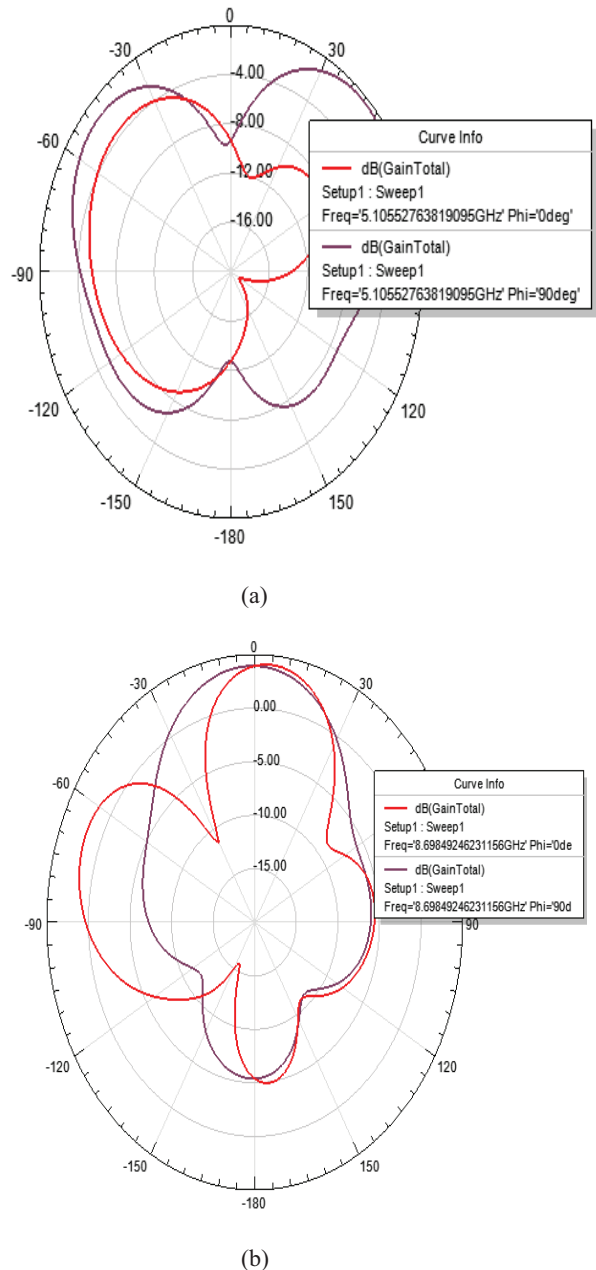 0
-30
30
-4.00
-60
-8.00
Curve Info
-12.00
dB(GainTotal)
Setup1 : Sweep1
Freq='5.10552763819095GHz' Phi='0deg'
-16.00
dB(GainTotal)
Setup1 : Sweep1
Freq='5.10552763819095GHz' Phi='90deg'
-90
-120
120
-150
150
-180
(a)
0
-30
30
0.00
-60
-5.00
Curve Info
-10.00
dB(GainTotal)
Setup1 : Sweep1
Freq='8.69849246231156GHz' Phi='0de
-15.00
dB(GainTotal)
Setup1 : Sweep1
Freq='8.69849246231156GHz' Phi='90d
-90
90
-120
120
-150
150
-180
(b)